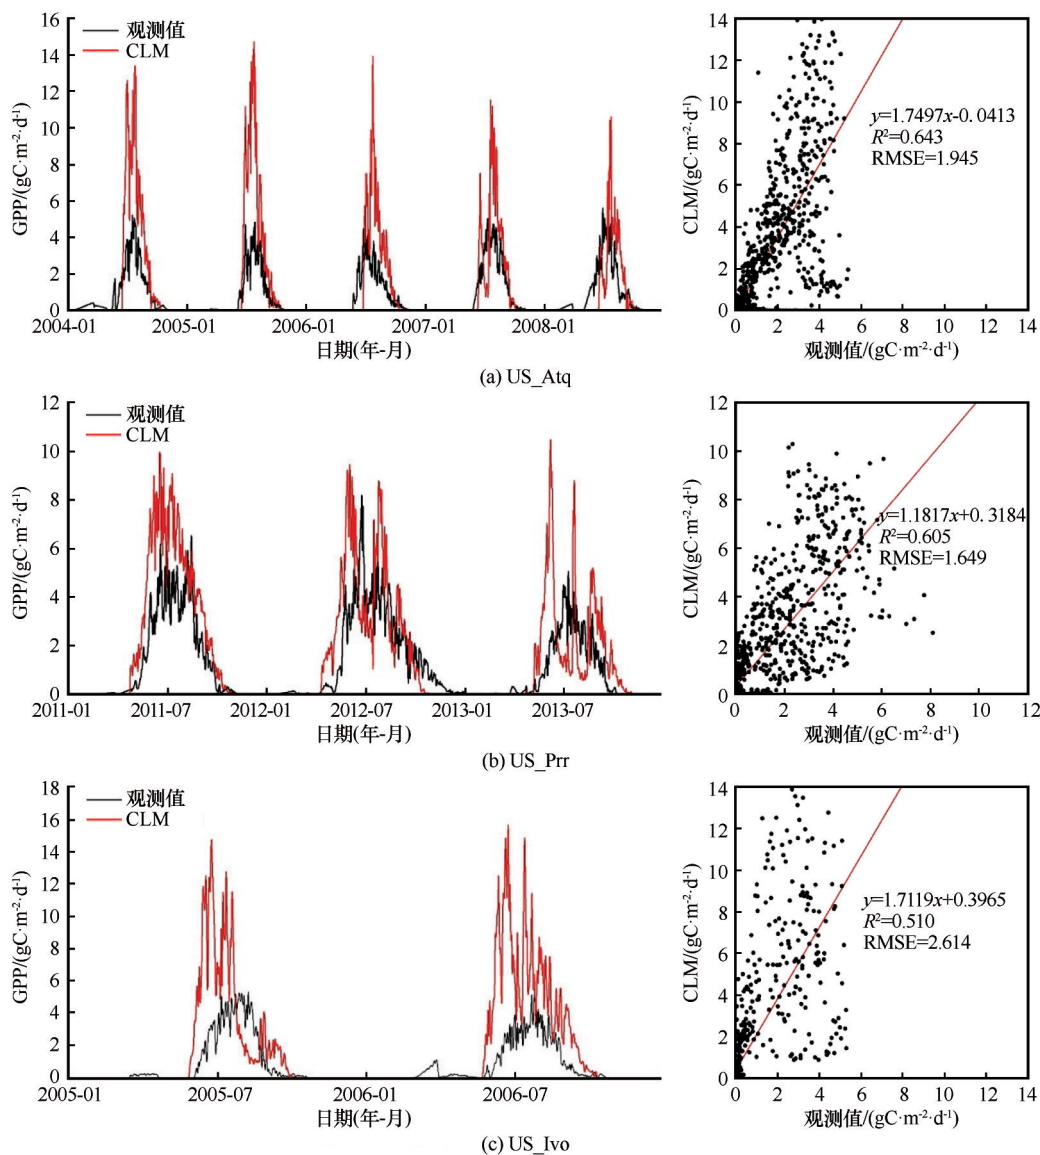 16
14
12
10
8
6
4
2
0
GPP/(gC·m⁻²·d⁻¹)
观测值
CLM
2004-01
2005-01
2006-01
2007-01
2008-01
日期(年-月)
14
12
10
8
6
4
2
0
CLM/(gC·m⁻²·d⁻¹)
y=1.7497x-0.0413
R²=0.643
RMSE=1.945
0 2 4 6 8 10 12 14
观测值/(gC·m⁻²·d⁻¹)
(a) US_Atq
12
10
8
6
4
2
0
GPP/(gC·m⁻²·d⁻¹)
观测值
CLM
2011-01
2011-07
2012-01
2012-07
2013-01
2013-07
日期(年-月)
12
10
8
6
4
2
0
CLM/(gC·m⁻²·d⁻¹)
y=1.1817x+0.3184
R²=0.605
RMSE=1.649
0 2 4 6 8 10 12
观测值/(gC·m⁻²·d⁻¹)
(b) US_Prr
18
16
14
12
10
8
6
4
2
0
GPP/(gC·m⁻²·d⁻¹)
观测值
CLM
2005-01
2005-07
2006-01
2006-07
日期(年-月)
14
12
10
8
6
4
2
0
CLM/(gC·m⁻²·d⁻¹)
y=1.7119x+0.3965
R²=0.510
RMSE=2.614
0 2 4 6 8 10 12 14
观测值/(gC·m⁻²·d⁻¹)
(c) US_Ivo